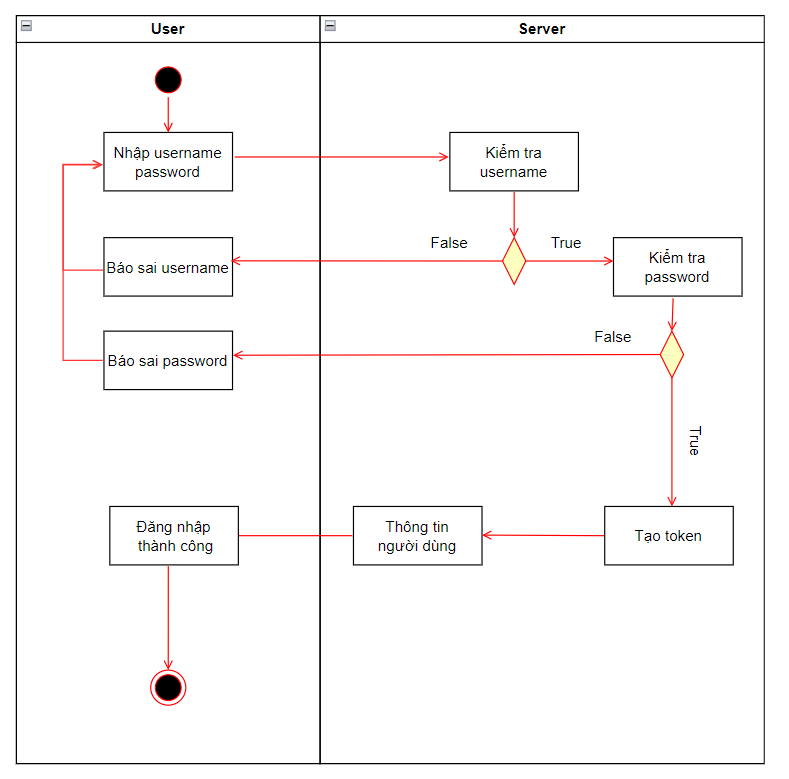 User
Server
Nhập username
password
Kiểm tra
username
False
True
Báo sai username
Kiểm tra
password
False
Báo sai password
True
Đăng nhập
thành công
Thông tin
người dùng
Tạo token